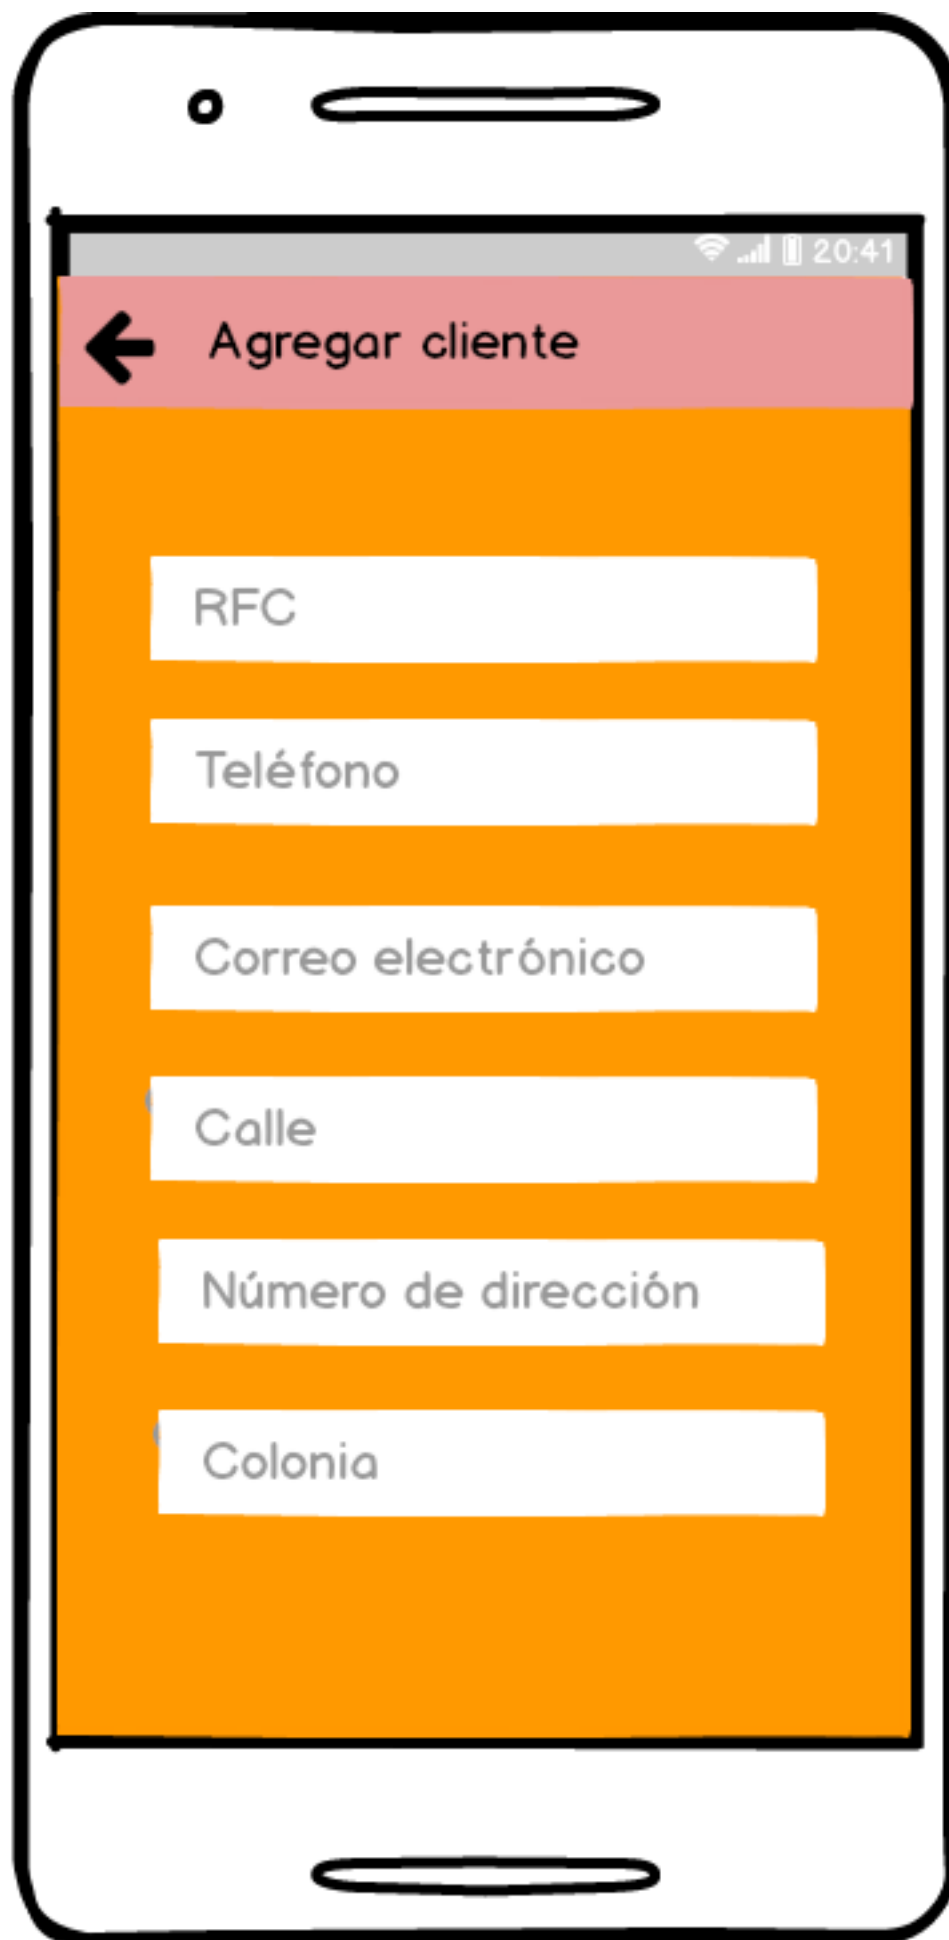 20:41
Agregar cliente
RFC
Teléfono
Correo electrónico
Calle
Número de dirección
Colonia